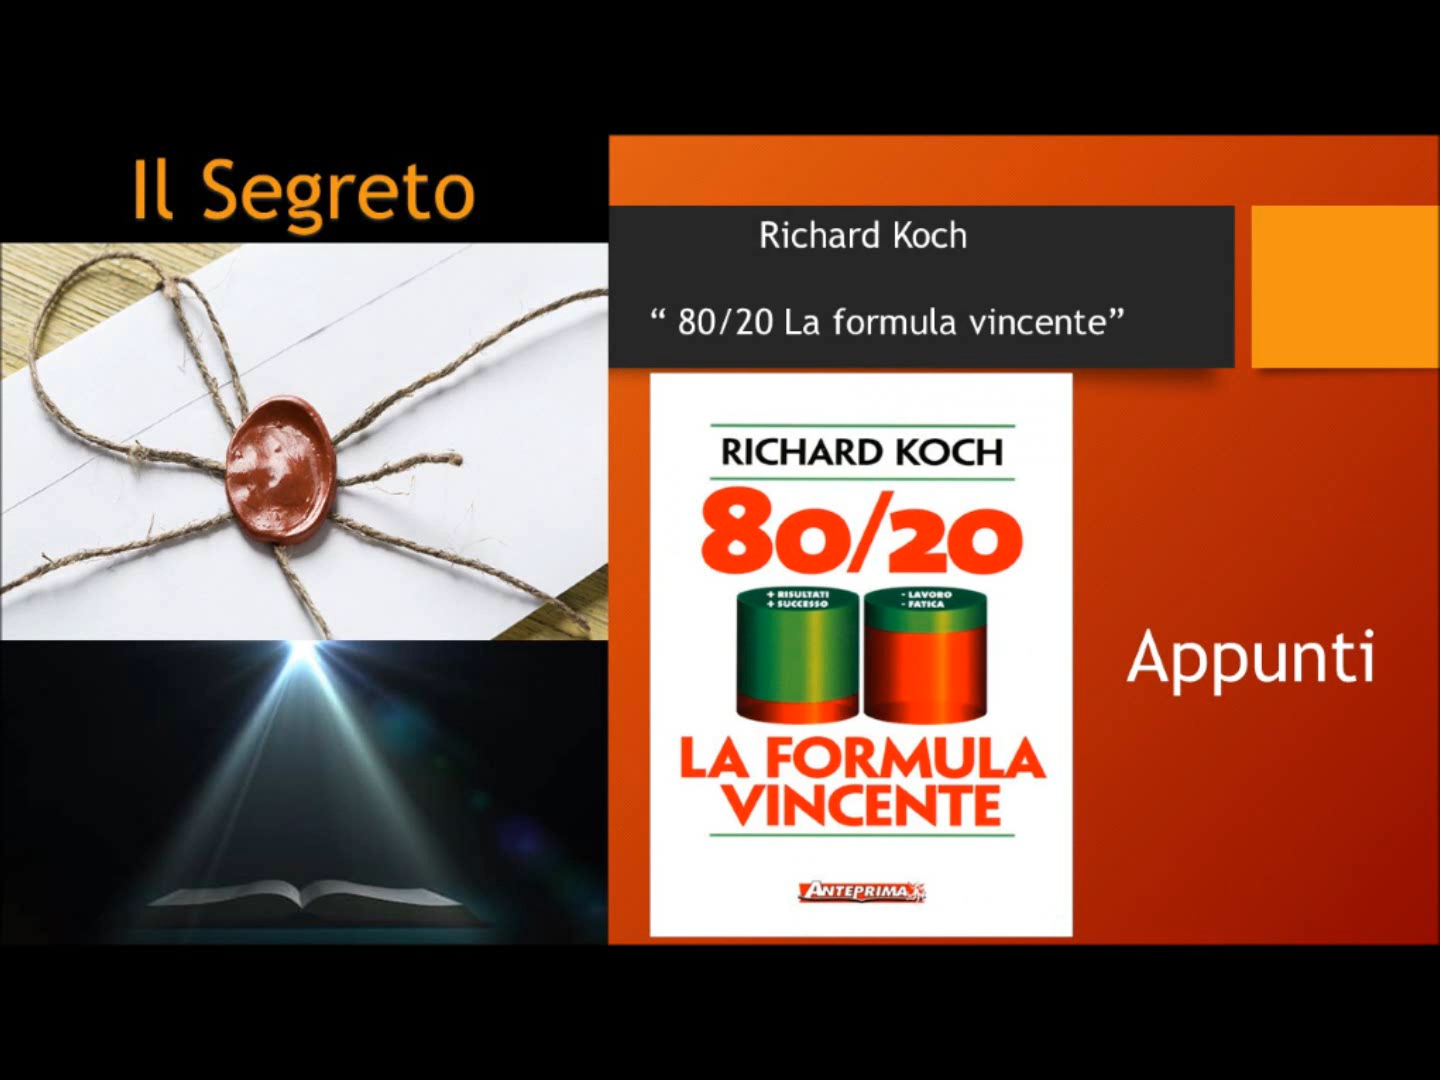 Il Segreto
Richard Koch
“ 80/20 La formula vincente”
RICHARD KOCH
80/20
+ RISULTATI
+ SUCCESSO
- LAVORO
- FATICA
LA FORMULA
VINCENTE
ANTEPRIMA
Appunti